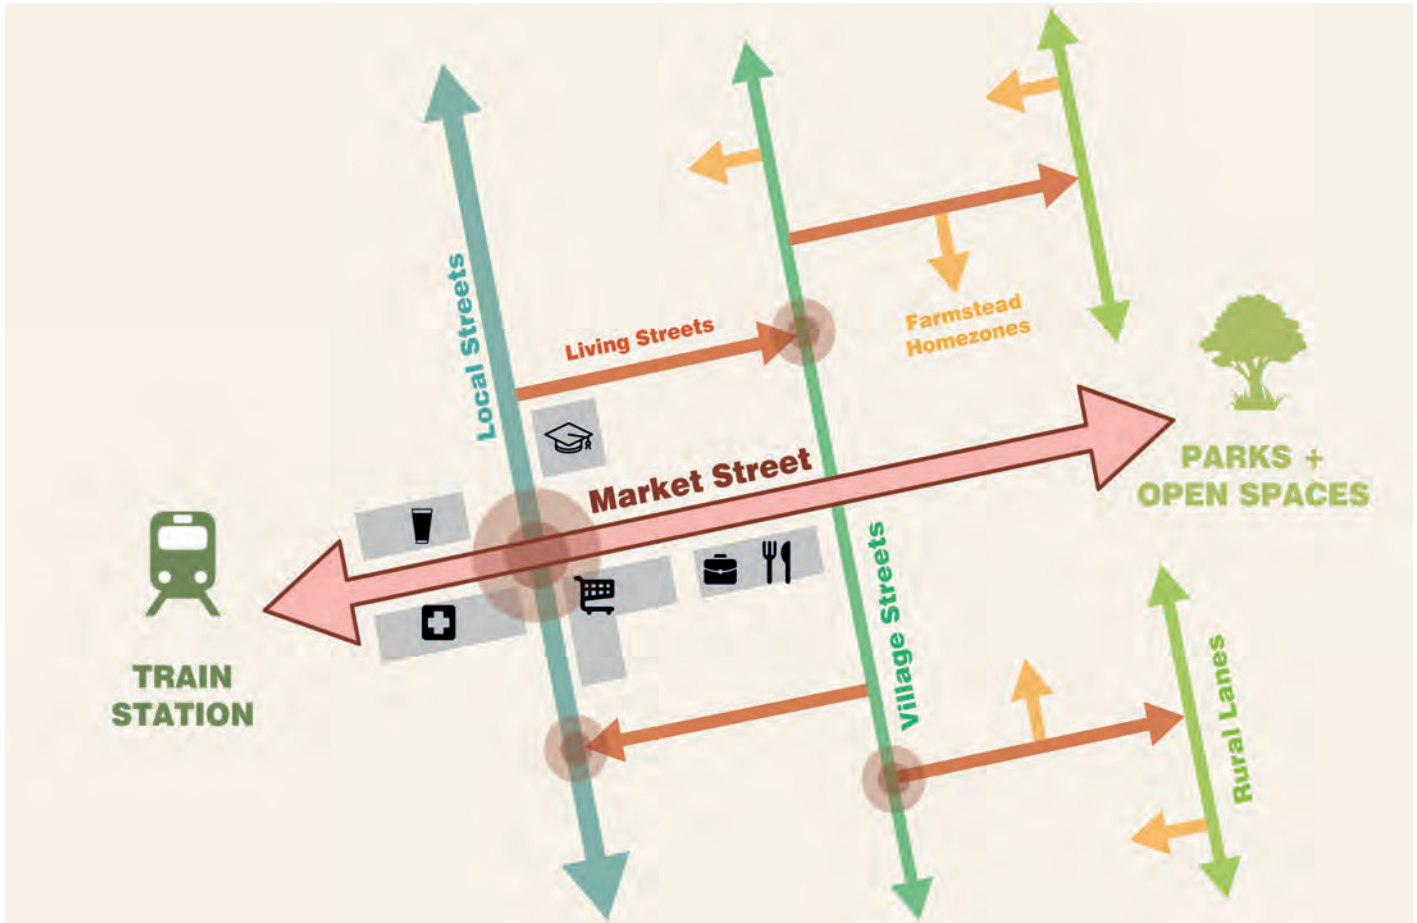 Local Streets
Living Streets
Farmstead
Homezones
Market Street
PARKS +
OPEN SPACES
TRAIN
STATION
Village Streets
Rural Lanes